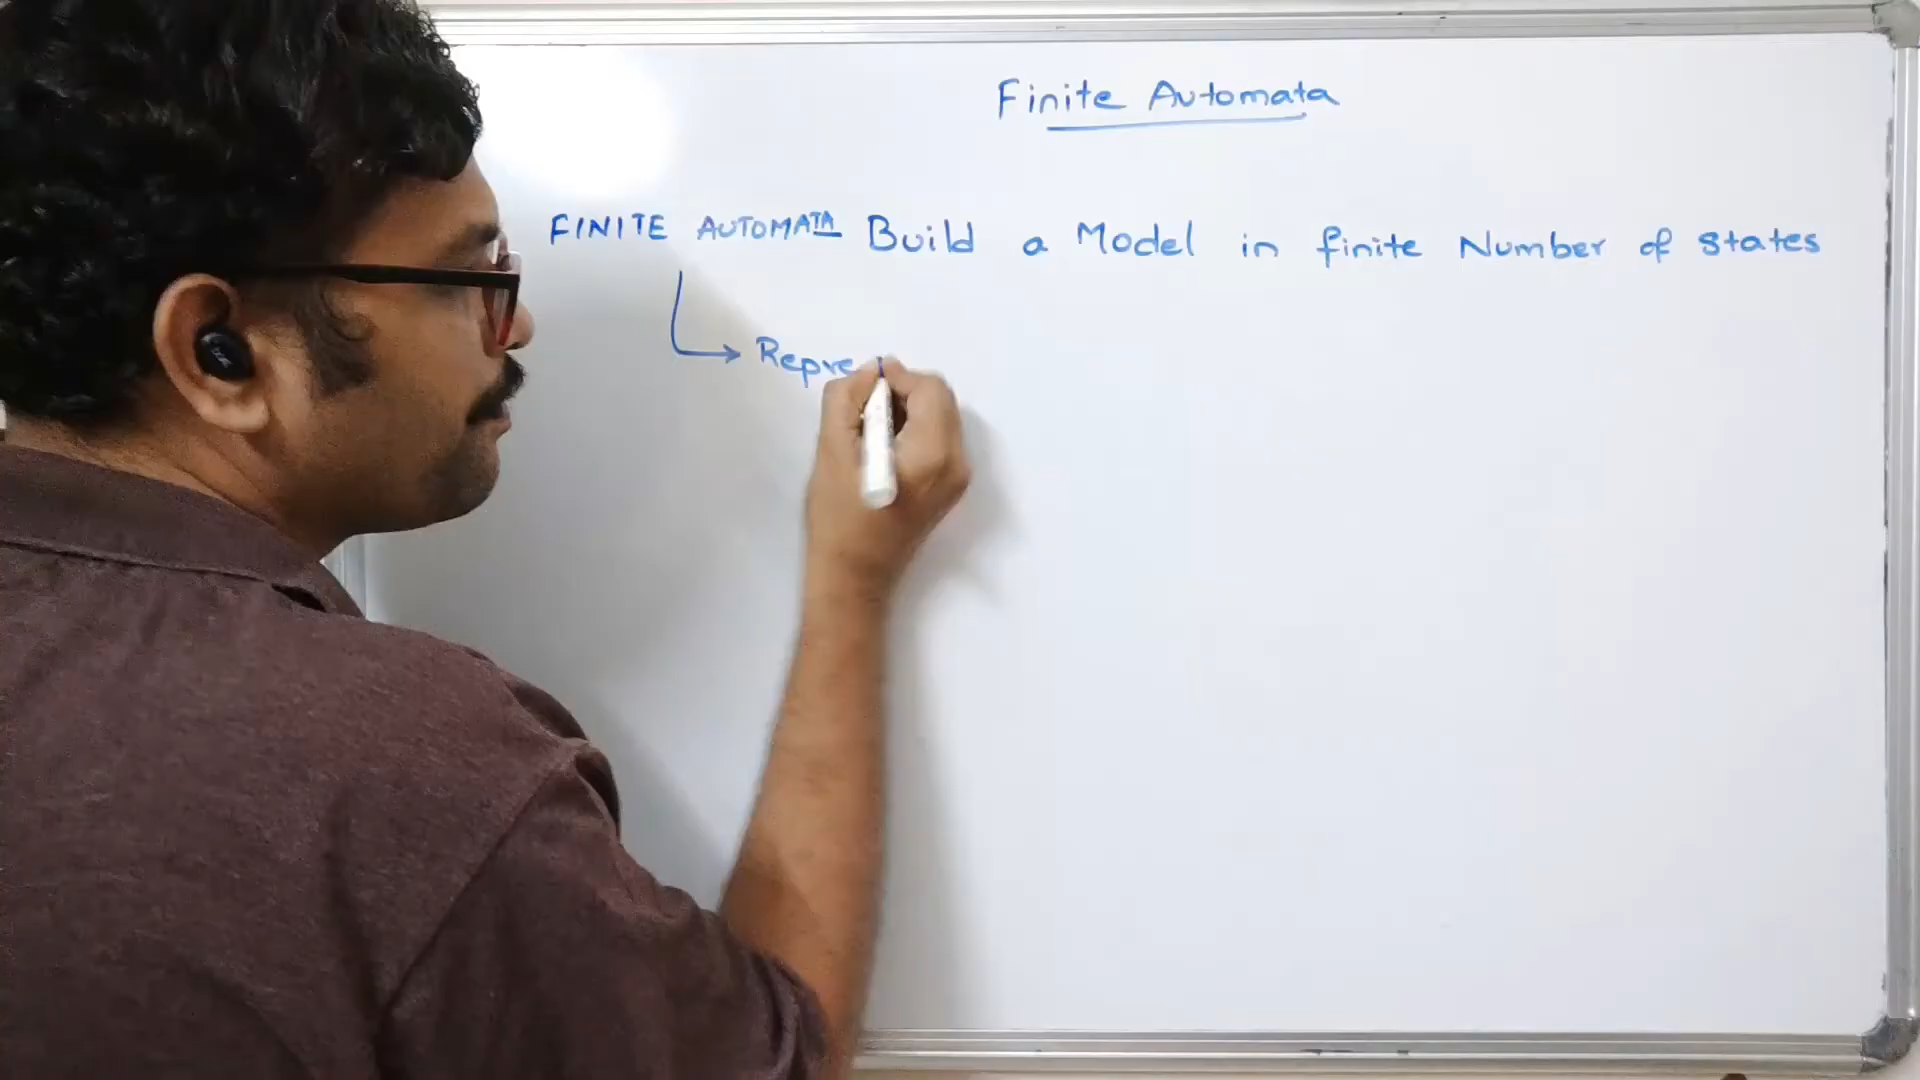 Finite Automata
FINITE AUTOMATA Build a Model in finite Number of states
Repre